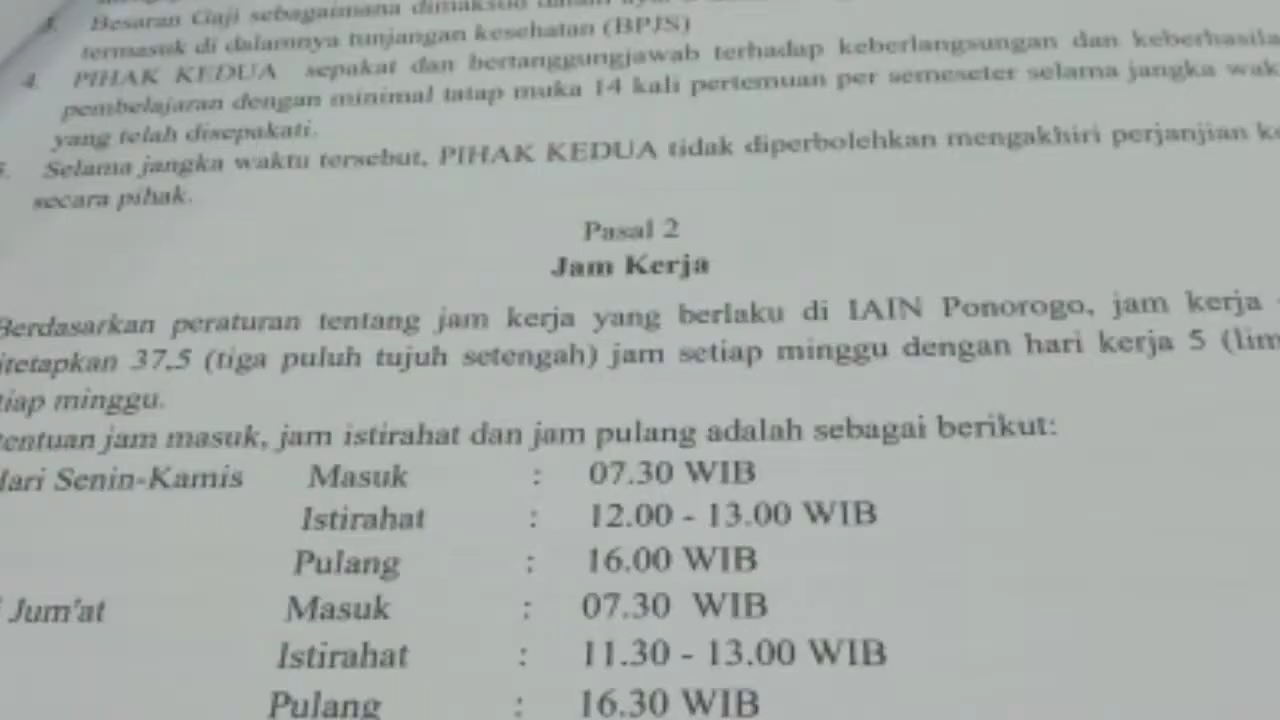 3. Besaran Gaji sebagaimana dimaksud dalam ayat
termasuk di dalamnya tunjangan kesehatan (BPJS)
4. PIHAK KEDUA sepakat dan bertanggungjawab terhadap keberlangsungan dan keberhasila
pembelajaran dengan minimal tatap muka 14 kali pertemuan per semeseter selama jangka wak
yang telah disepakati.
5. Selama jangka waktu tersebut, PIHAK KEDUA tidak diperbolehkan mengakhiri perjanjian ke
secara pihak.
Pasal 2
Jam Kerja
Berdasarkan peraturan tentang jam kerja yang berlaku di IAIN Ponorogo, jam kerja
itetapkan 37,5 (tiga puluh tujuh setengah) jam setiap minggu dengan hari kerja 5 (lim
tiap minggu.
tentuan jam masuk, jam istirahat dan jam pulang adalah sebagai berikut:
Hari Senin-Kamis Masuk : 07.30 WIB
Istirahat : 12.00 - 13.00 WIB
Pulang : 16.00 WIB
i Jum'at Masuk : 07.30 WIB
Istirahat : 11.30 - 13.00 WIB
Pulang : 16.30 WIB